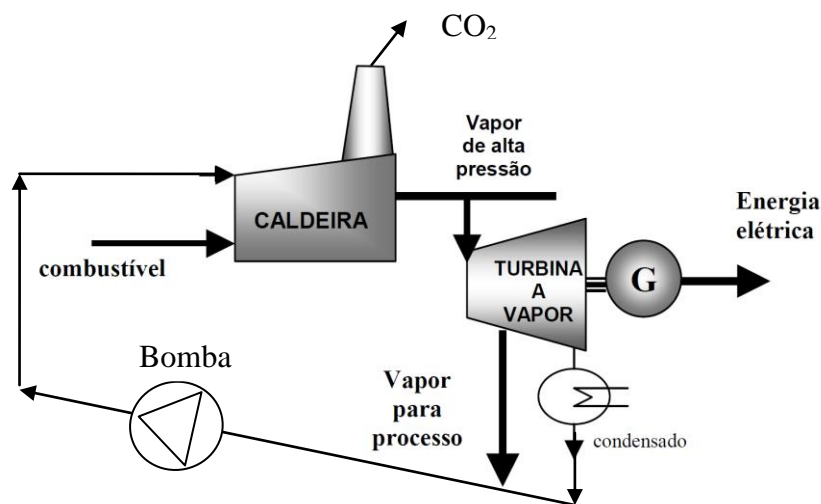 CO₂
Vapor
de alta
pressão
CALDEIRA
combustível
Energia
elétrica
TURBINA
A
VAPOR
G
Bomba
Vapor
para
processo
condensado